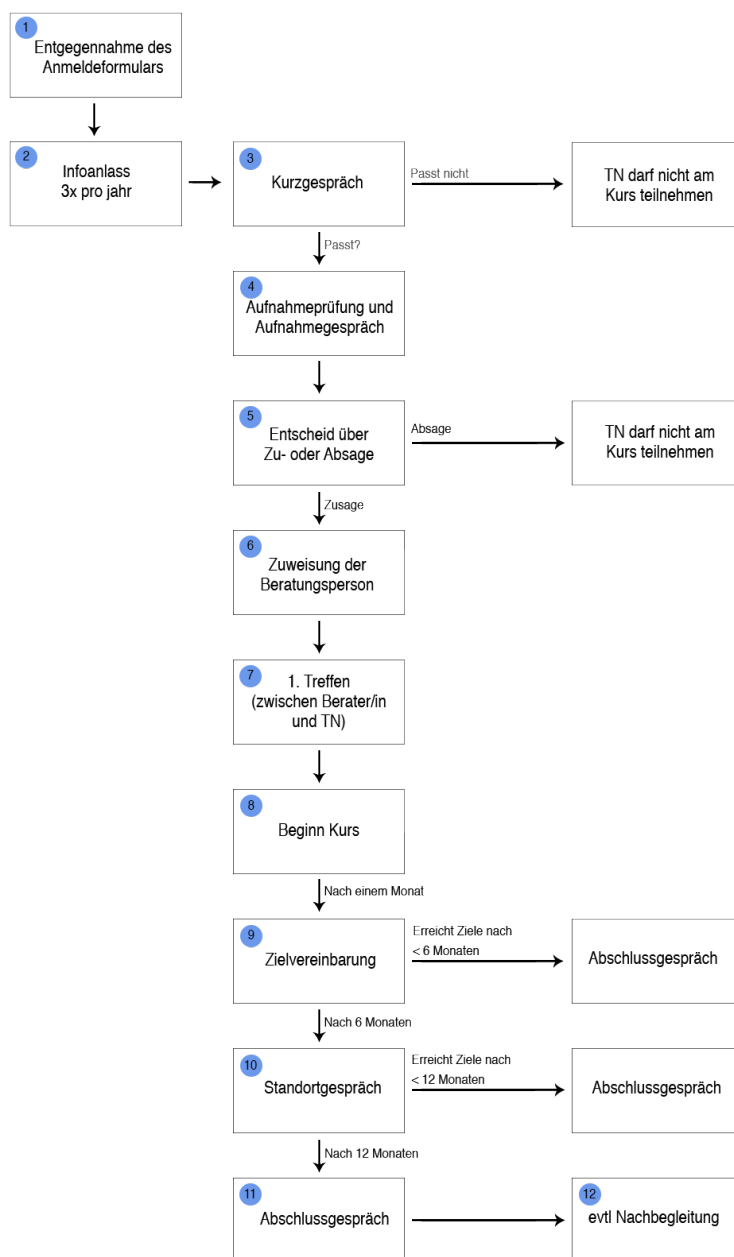 1
Entgegennahme des
Anmeldeformulars
2
Infoanlass
3x pro jahr
3
Kurzgespräch
Passt nicht
TN darf nicht am
Kurs teilnehmen
Passt?
4
Aufnahmeprüfung und
Aufnahmegespräch
5
Entscheid über
Zu- oder Absage
Absage
TN darf nicht am
Kurs teilnehmen
Zusage
6
Zuweisung der
Beratungsperson
7
1. Treffen
(zwischen Berater/in
und TN)
8
Beginn Kurs
Nach einem Monat
9
Zielvereinbarung
Erreicht Ziele nach
< 6 Monaten
Abschlussgespräch
Nach 6 Monaten
10
Standortgespräch
Erreicht Ziele nach
< 12 Monaten
Abschlussgespräch
Nach 12 Monaten
11
Abschlussgespräch
12
evtl Nachbegleitung